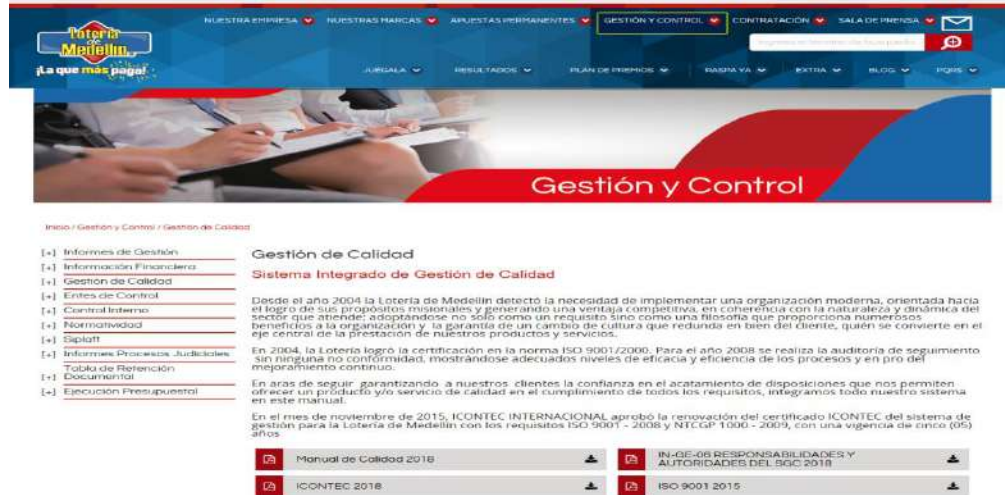 NUESTRA EMPRESA NUESTRAS MARCAS APUESTAS PERMANENTES GESTIÓN Y CONTROL CONTRATACIÓN SALA DE PRENSA
Lotería
de
Medellín
¡La que más paga!
JUÉGALA RESULTADOS PLAN DE PREMIOS RASPA YA EXTRA BLOG PQRS
Gestión y Control
Inicio / Gestión y Control / Gestión de Calidad
[+] Informes de Gestión
[+] Información Financiera
[+] Gestión de Calidad
[+] Entes de Control
[+] Control Interno
[+] Normatividad
[+] Siplaft
[+] Informes Procesos Judiciales
Tabla de Retención
[+] Documental
[+] Ejecución Presupuestal
Gestión de Calidad
Sistema Integrado de Gestión de Calidad
Desde el año 2004 la Lotería de Medellín detectó la necesidad de implementar una organización moderna, orientada hacia
el logro de sus propósitos misionales y generando una ventaja competitiva, en coherencia con la naturaleza y dinámica del
sector que atiende; adoptándose no solo como un requisito sino como una filosofía que proporciona numerosos
beneficios a la organización y la garantía de un cambio de cultura que redunda en bien del cliente, quién se convierte en el
eje central de la prestación de nuestros productos y servicios.
En 2004, la Lotería logró la certificación en la norma ISO 9001/2000. Para el año 2008 se realiza la auditoría de seguimiento
sin ninguna no conformidad, mostrándose adecuados niveles de eficacia y eficiencia de los procesos y en pro del
mejoramiento continuo.
En aras de seguir garantizando a nuestros clientes la confianza en el acatamiento de disposiciones que nos permiten
ofrecer un producto y/o servicio de calidad en el cumplimiento de todos los requisitos, integramos todo nuestro sistema
en este manual.
En el mes de noviembre de 2015, ICONTEC INTERNACIONAL aprobó la renovación del certificado ICONTEC del sistema de
gestión para la Lotería de Medellín con los requisitos ISO 9001 - 2008 y NTCGP 1000 - 2009, con una vigencia de cinco (05)
años
Manual de Calidad 2018
IN-GE-06 RESPONSABILIDADES Y
AUTORIDADES DEL SGC 2018
ICONTEC 2018
ISO 9001 2015